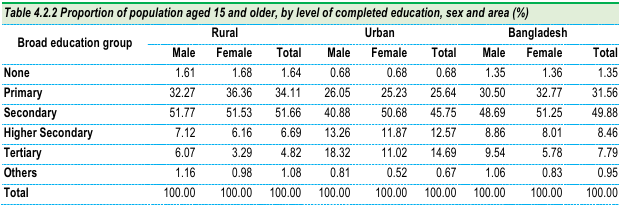 Table 4.2.2 Proportion of population aged 15 and older, by level of completed education, sex and area (%)
Broad education group Rural Urban Bangladesh
Male Female Total Male Female Total Male Female Total
None 1.61 1.68 1.64 0.68 0.68 0.68 1.35 1.36 1.35
Primary 32.27 36.36 34.11 26.05 25.23 25.64 30.50 32.77 31.56
Secondary 51.77 51.53 51.66 40.88 50.68 45.75 48.69 51.25 49.88
Higher Secondary 7.12 6.16 6.69 13.26 11.87 12.57 8.86 8.01 8.46
Tertiary 6.07 3.29 4.82 18.32 11.02 14.69 9.54 5.78 7.79
Others 1.16 0.98 1.08 0.81 0.52 0.67 1.06 0.83 0.95
Total 100.00 100.00 100.00 100.00 100.00 100.00 100.00 100.00 100.00